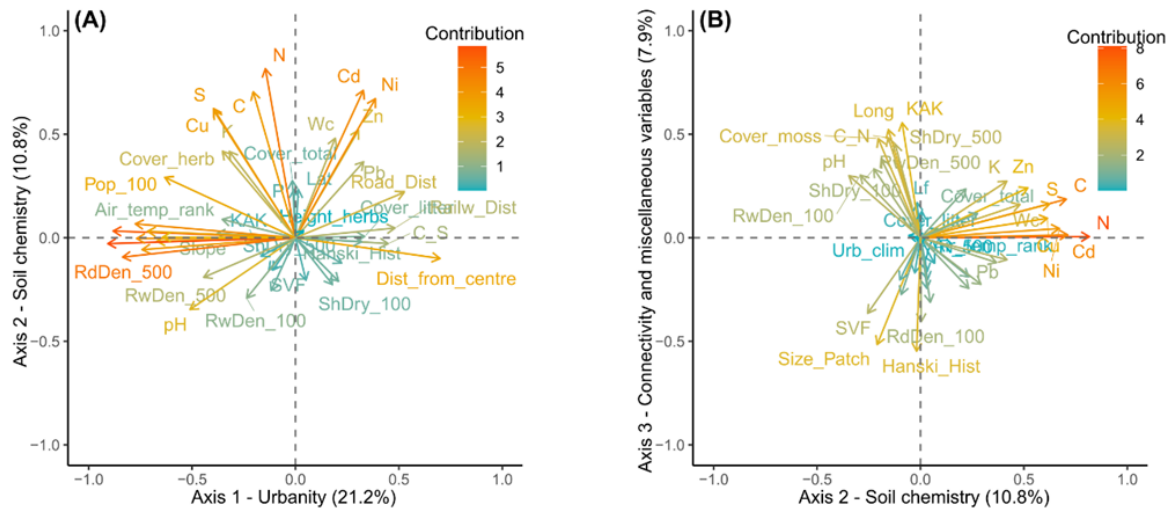 (A)
Contribution
5
4
3
2
1
N
Cd
Ni
S
C
Zn
Cu
K
Wc
Cover_herb
Cover_total
Pb
Pop_100
P
Lat
Road_Dist
Air_temp_rank
KAK
Height_herbs
Cover_litter
Railw_Dist
C_S
Slope
Hanski_Hist
RdDen_500
Dist_from_centre
RwDen_500
SVF
ShDry_100
pH
RwDen_100
1.0
0.5
0.0
−0.5
−1.0
−1.0
−0.5
0.0
0.5
1.0
Axis 1 - Urbanity (21.2%)
Axis 2 - Soil chemistry (10.8%)
(B)
Contribution
8
6
4
2
Long
KAK
Cover_moss
C_N
ShDry_500
pH
RwDen_500
K
Zn
ShDry_100
Lf
S
C
RwDen_100
Cover_total
Cover_litter
Wc
N
Urb_clim
Cd
Pb
Ni
SVF
RdDen_100
Size_Patch
Hanski_Hist
1.0
0.5
0.0
−0.5
−1.0
−1.0
−0.5
0.0
0.5
1.0
Axis 2 - Soil chemistry (10.8%)
Axis 3 - Connectivity and miscellaneous variables (7.9%)